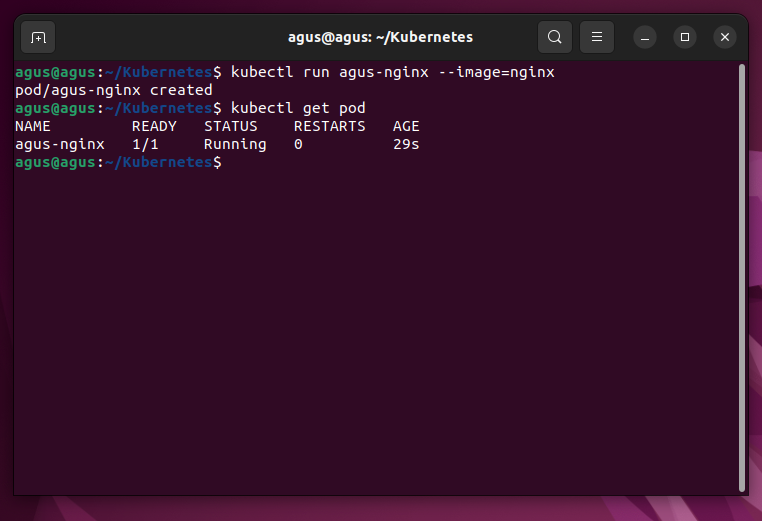 agus@agus: ~/Kubernetes
agus@agus:~/Kubernetes$ kubectl run agus-nginx --image=nginx
pod/agus-nginx created
agus@agus:~/Kubernetes$ kubectl get pod
NAME         READY   STATUS    RESTARTS   AGE
agus-nginx   1/1     Running   0          29s
agus@agus:~/Kubernetes$